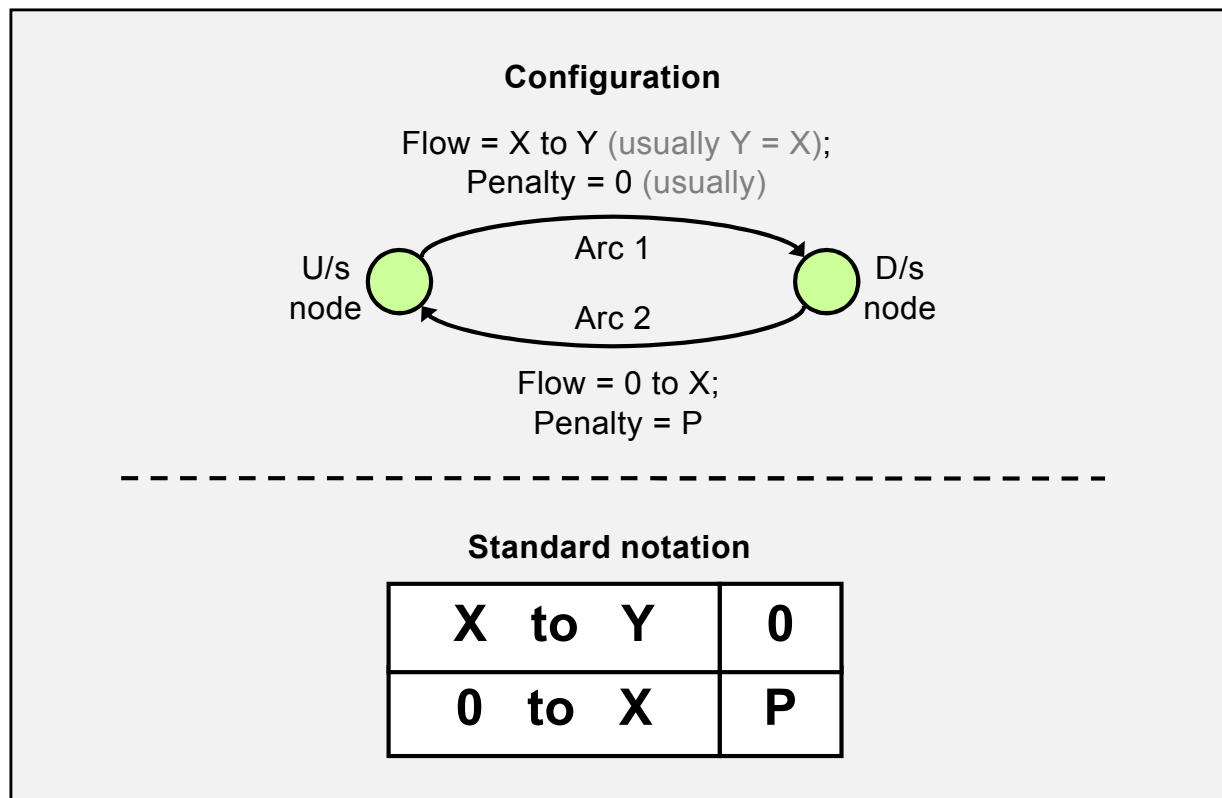 Configuration
Flow = X to Y (usually Y = X);
Penalty = 0 (usually)
Arc 1
U/s
node
D/s
node
Arc 2
Flow = 0 to X;
Penalty = P
Standard notation
X to Y 0
0 to X P